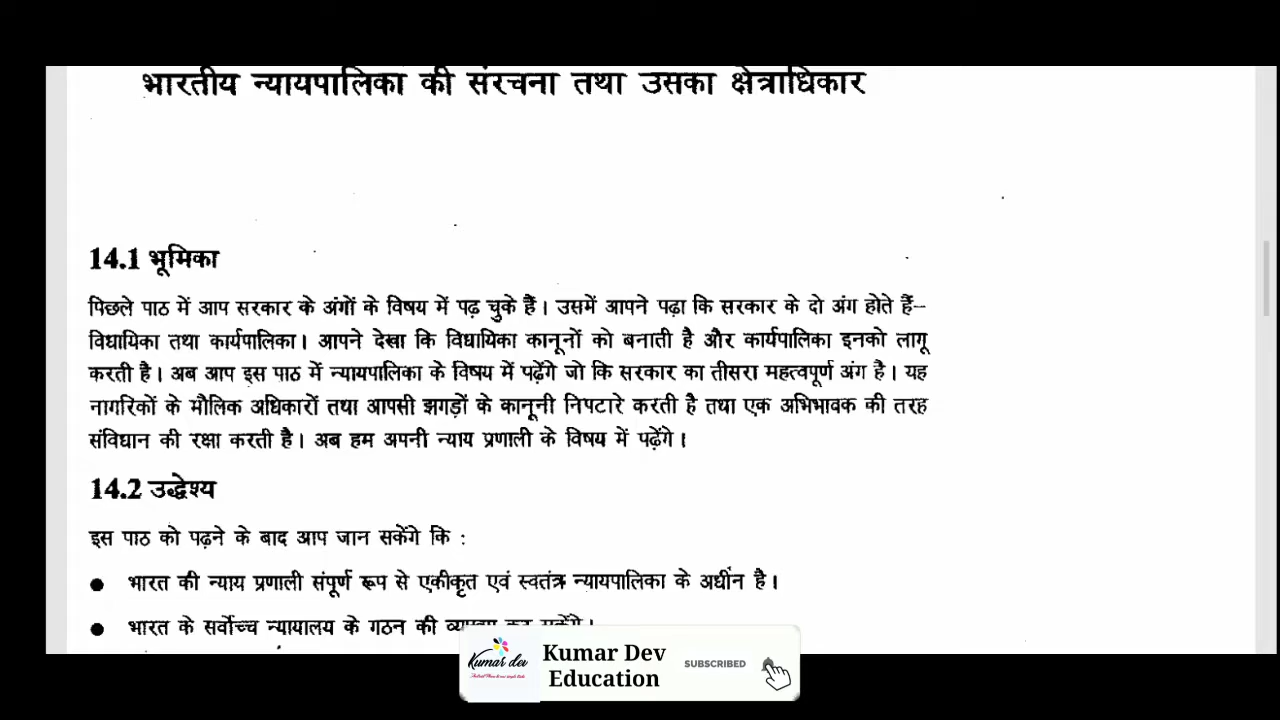 भारतीय न्यायपालिका की संरचना तथा उसका क्षेत्राधिकार
14.1 भूमिका
पिछले पाठ में आप सरकार के अंगों के विषय में पढ़ चुके हैं। उसमें आपने पढ़ा कि सरकार के दो अंग होते हैं–
विधायिका तथा कार्यपालिका। आपने देखा कि विधायिका कानूनों को बनाती है और कार्यपालिका इनको लागू
करती है। अब आप इस पाठ में न्यायपालिका के विषय में पढ़ेंगे जो कि सरकार का तीसरा महत्वपूर्ण अंग है। यह
नागरिकों के मौलिक अधिकारों तथा आपसी झगड़ों के कानूनी निपटारे करती है तथा एक अभिभावक की तरह
संविधान की रक्षा करती है। अब हम अपनी न्याय प्रणाली के विषय में पढ़ेंगे।
14.2 उद्धेश्य
इस पाठ को पढ़ने के बाद आप जान सकेंगे कि :
● भारत की न्याय प्रणाली संपूर्ण रूप से एकीकृत एवं स्वतंत्र न्यायपालिका के अधीन है।
● भारत के सर्वोच्च न्यायालय के गठन की
Kumar dev
Kumar Dev
Education
SUBSCRIBED